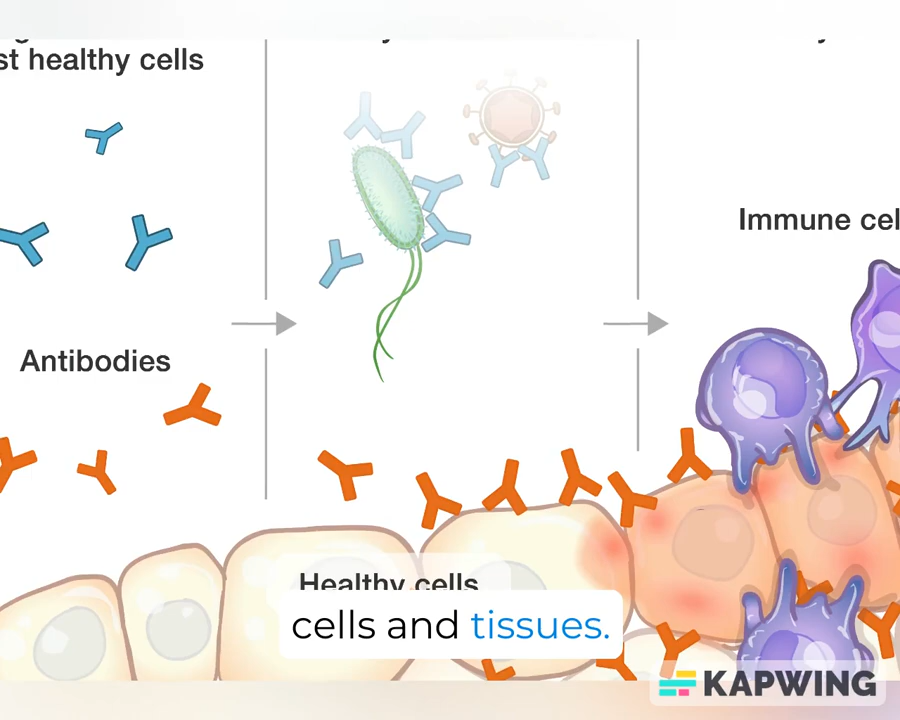 st healthy cells
Immune cel
Antibodies
Healthy cells
cells and tissues.
KAPWING